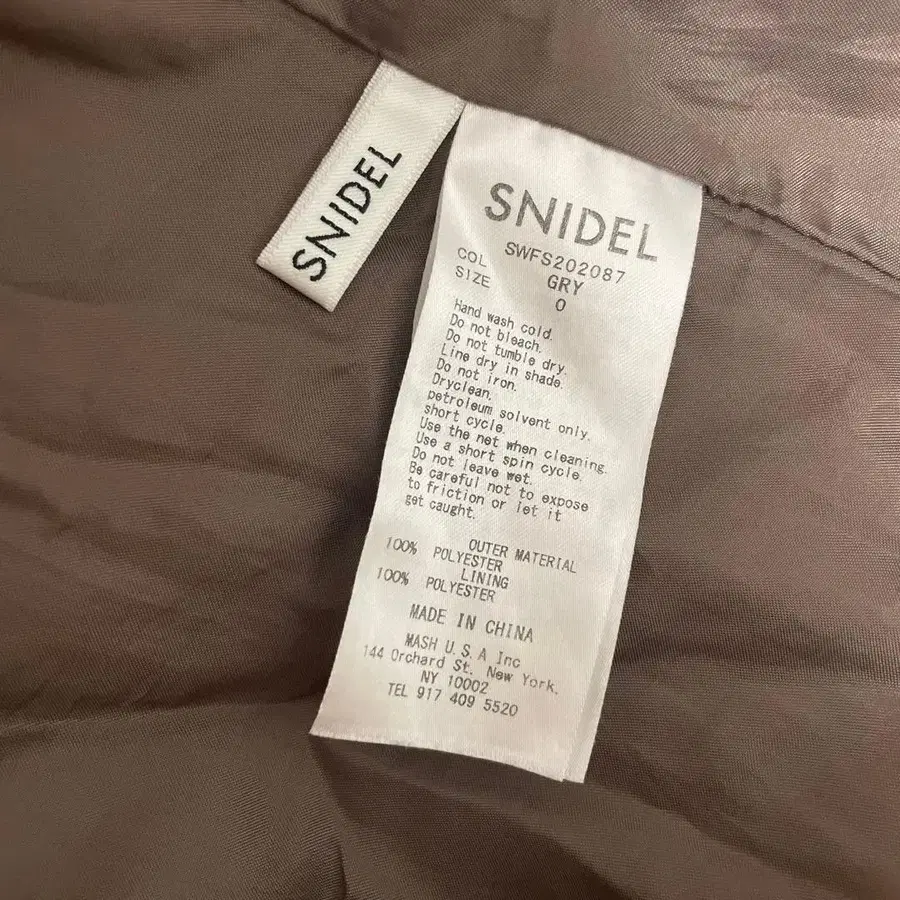 SNIDEL
SNIDEL
SWFS202087
COL GRY
SIZE 0
Hand wash cold.
Do not bleach.
Do not tumble dry.
Line dry in shade.
Do not iron.
Dryclean,
petroleum solvent only.
short cycle.
Use the net when cleaning.
Use a short spin cycle.
Do not leave wet.
Be careful not to expose
to friction or let it
get caught.
OUTER MATERIAL
100% POLYESTER
LINING
100% POLYESTER
MADE IN CHINA
MASH U.S.A Inc
144 Orchard St. New York,
NY 10002
TEL 917 409 5520